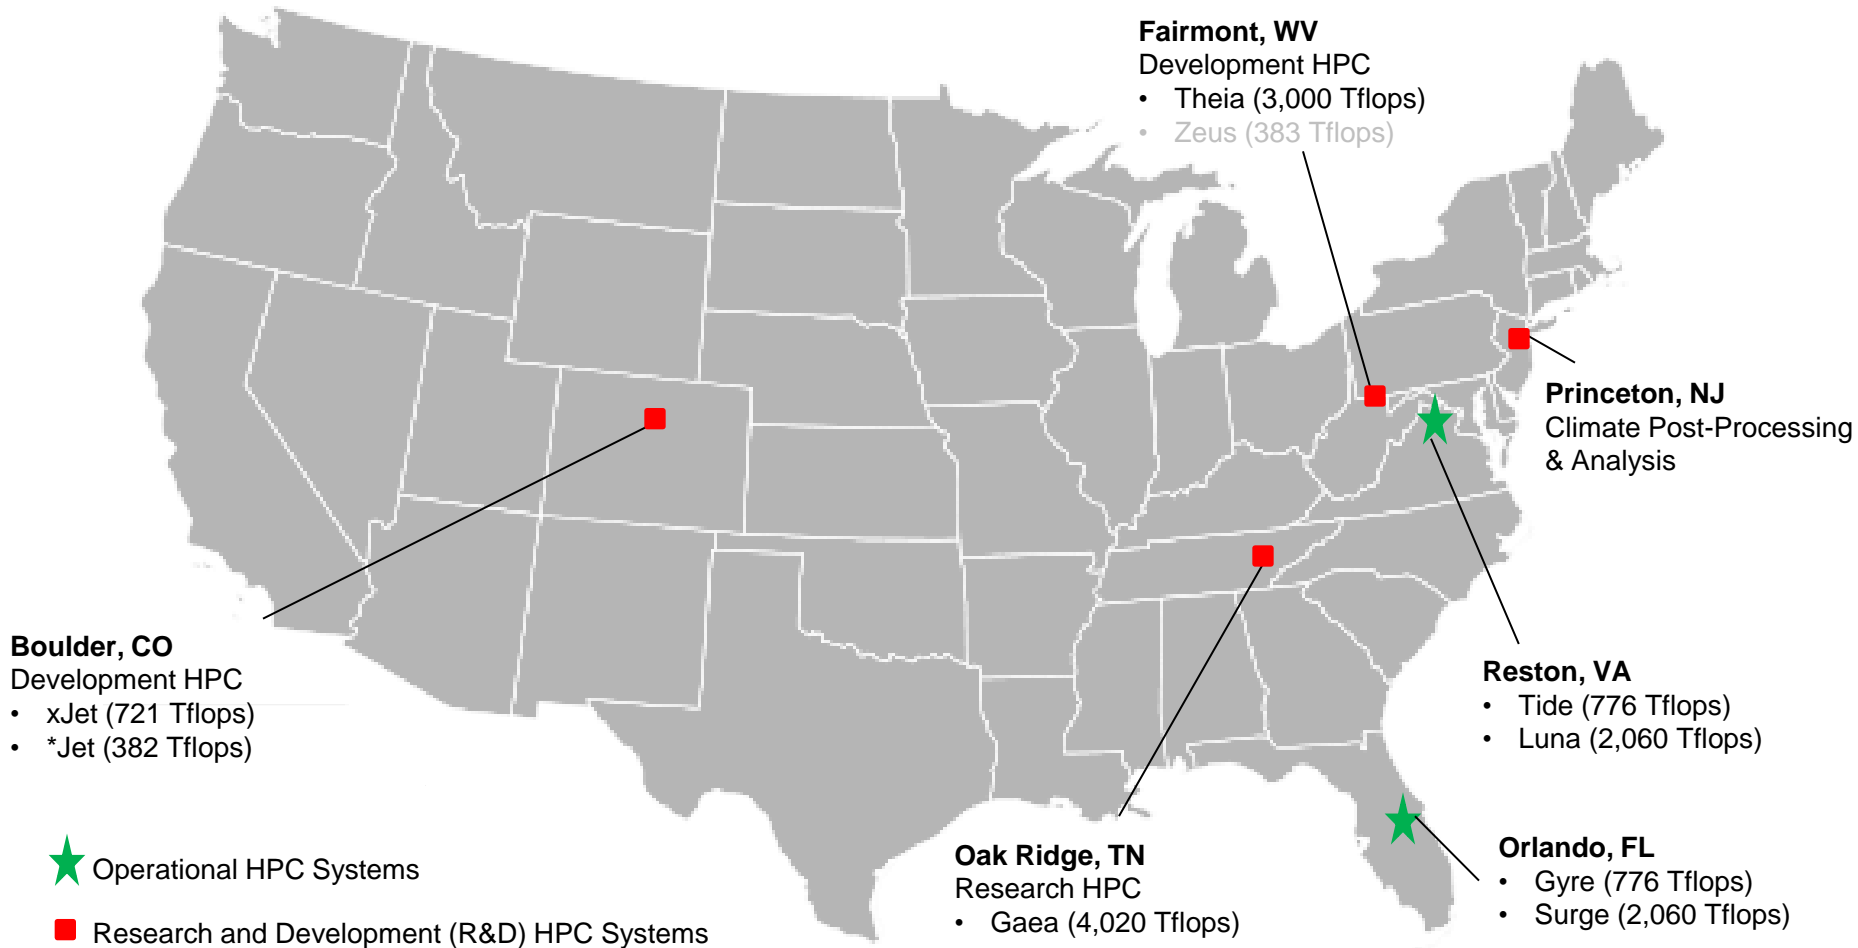 Fairmont, WV
Development HPC
• Theia (3,000 Tflops)
• Zeus (383 Tflops)
Princeton, NJ
Climate Post-Processing
& Analysis
Boulder, CO
Development HPC
• xJet (721 Tflops)
• *Jet (382 Tflops)
Reston, VA
• Tide (776 Tflops)
• Luna (2,060 Tflops)
Oak Ridge, TN
Research HPC
• Gaea (4,020 Tflops)
Orlando, FL
• Gyre (776 Tflops)
• Surge (2,060 Tflops)
Operational HPC Systems
Research and Development (R&D) HPC Systems